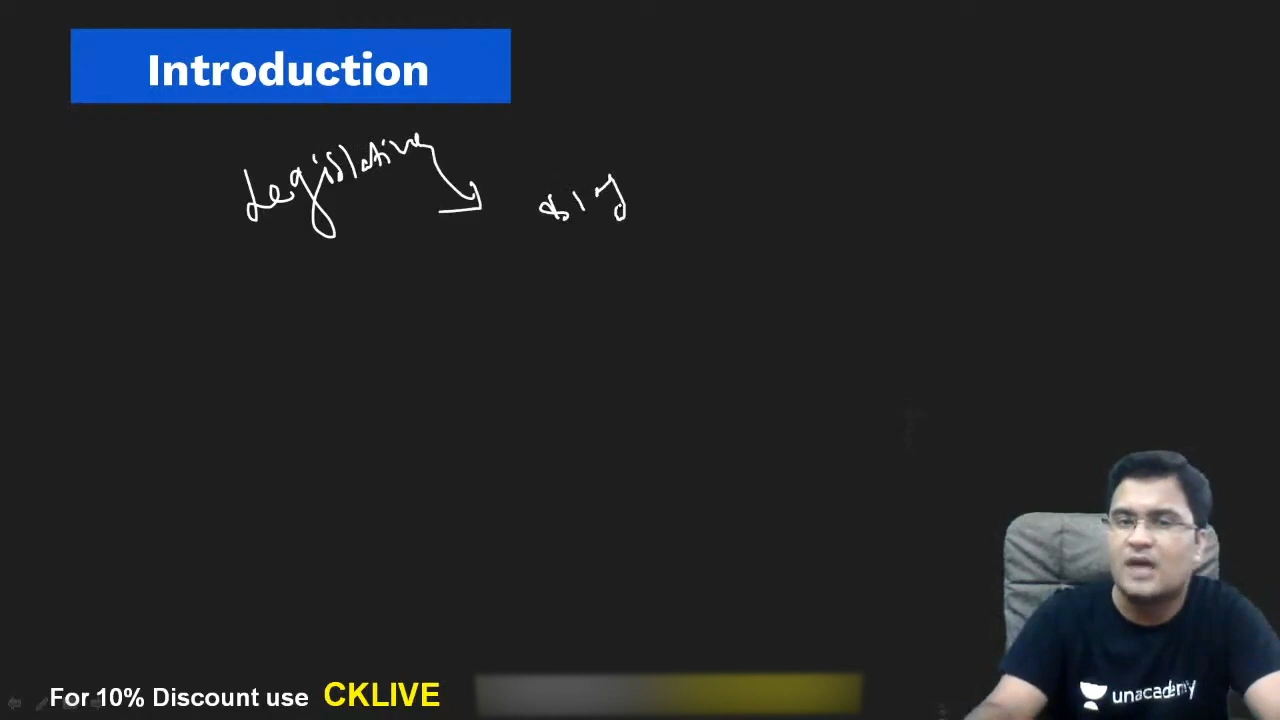 Introduction
Legislative
For 10% Discount use CKLIVE
unacademy